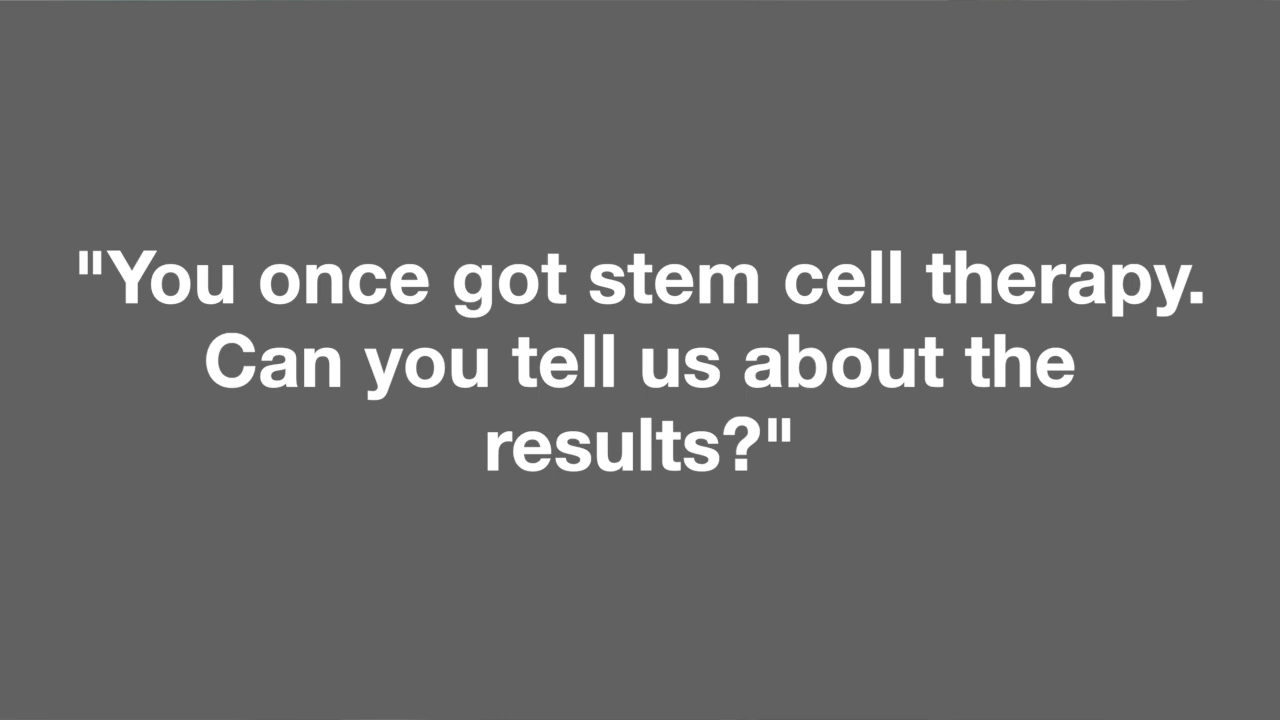 "You once got stem cell therapy.
Can you tell us about the
results?"